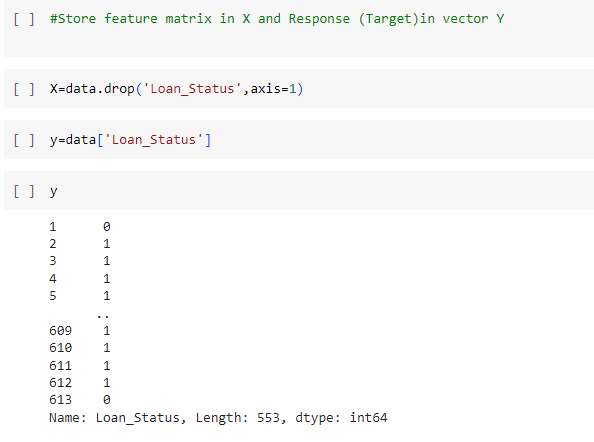 [ ] #Store feature matrix in X and Response (Target)in vector Y
[ ] X=data.drop('Loan_Status',axis=1)
[ ] y=data['Loan_Status']
[ ] y
1 0
2 1
3 1
4 1
5 1
..
609 1
610 1
611 1
612 1
613 0
Name: Loan_Status, Length: 553, dtype: int64